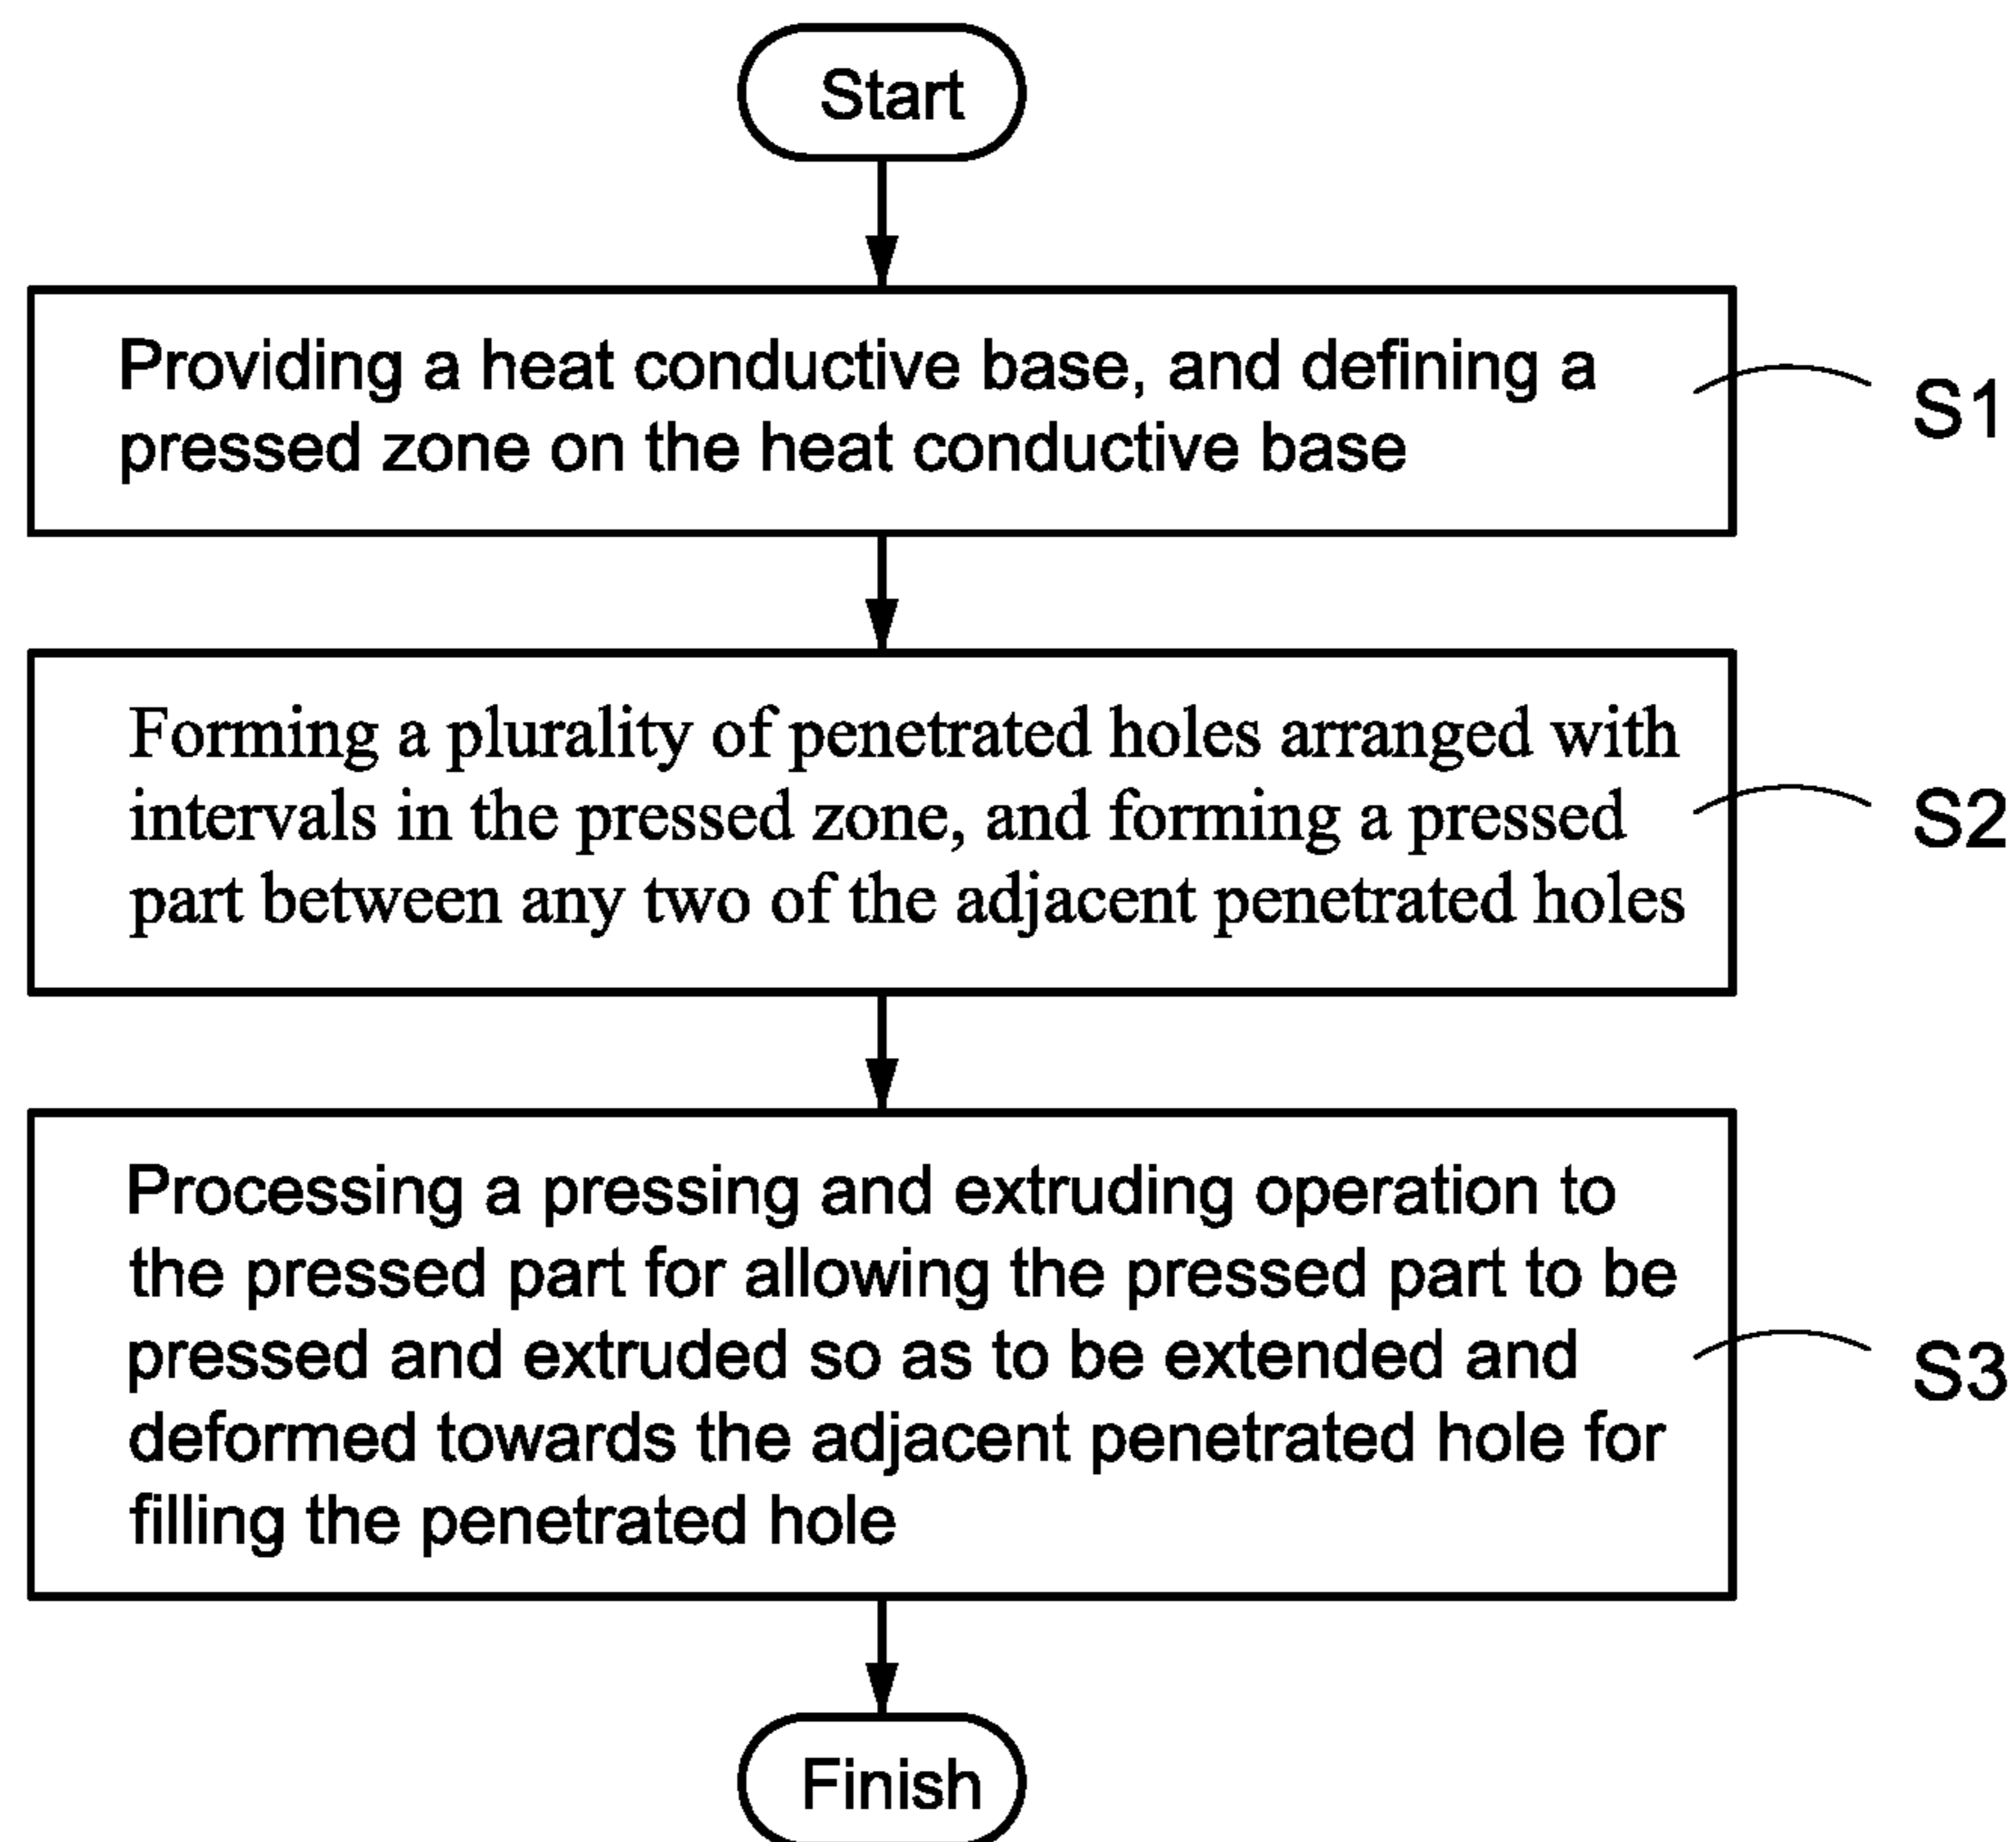 Start
Providing a heat conductive base, and defining a
pressed zone on the heat conductive base
S1
Forming a plurality of penetrated holes arranged with
intervals in the pressed zone, and forming a pressed
part between any two of the adjacent penetrated holes
S2
Processing a pressing and extruding operation to
the pressed part for allowing the pressed part to be
pressed and extruded so as to be extended and
deformed towards the adjacent penetrated hole for
filling the penetrated hole
S3
Finish